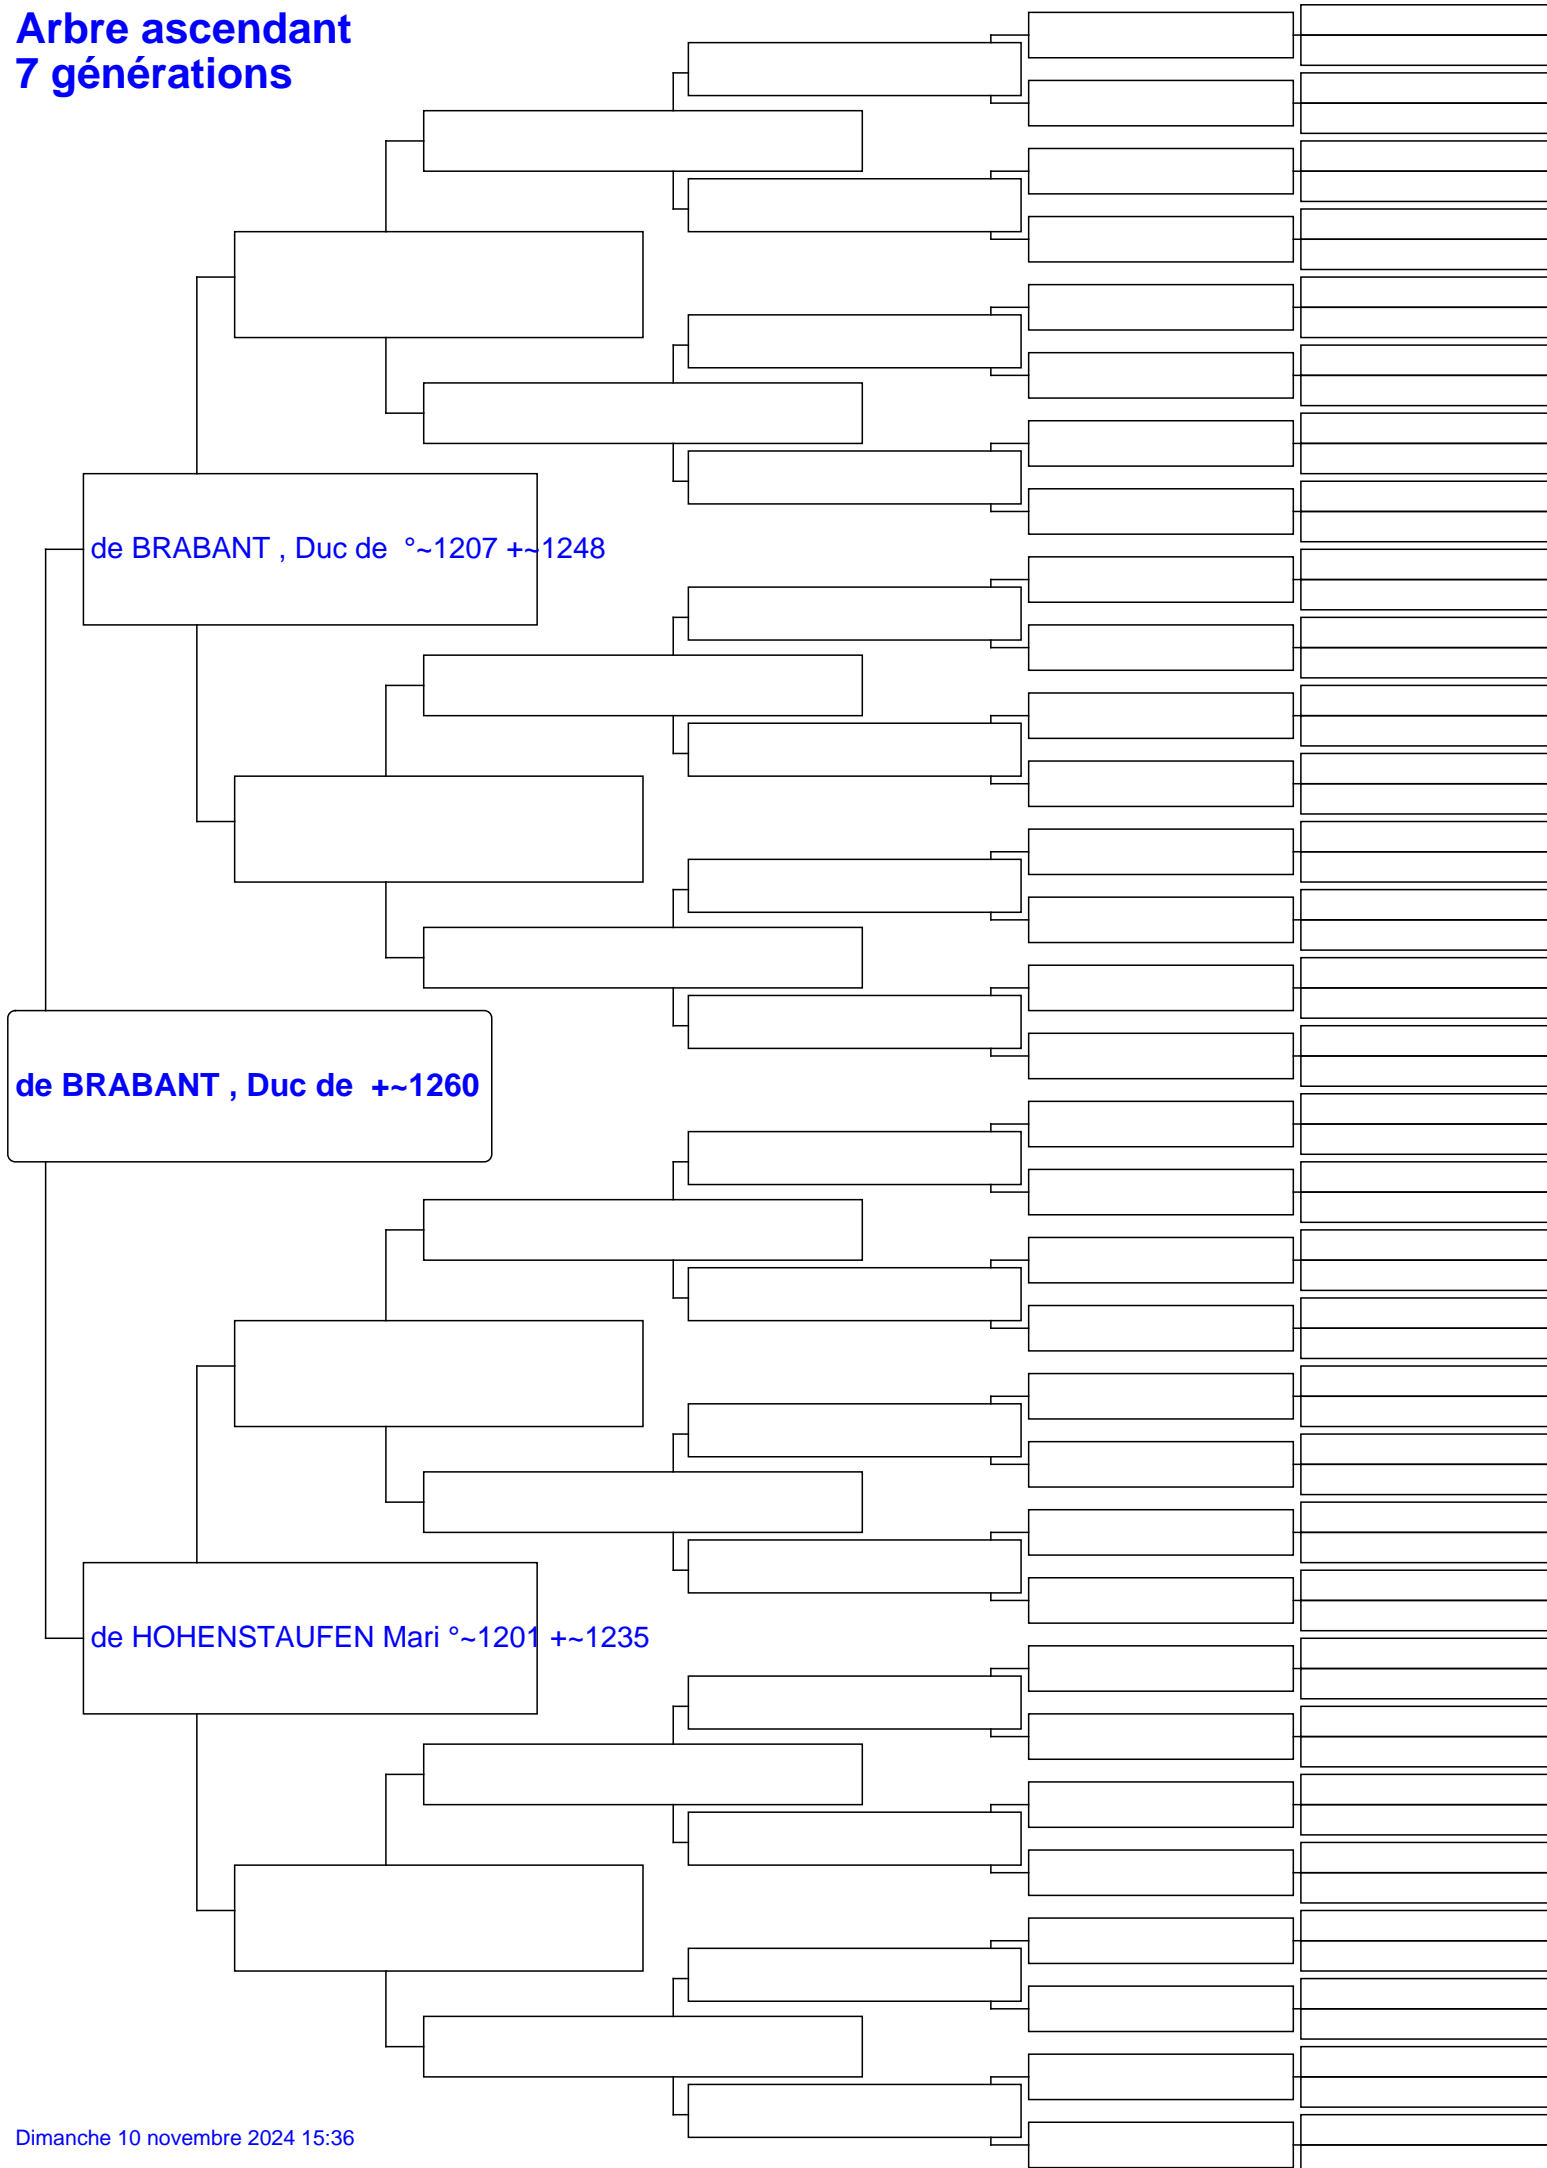 Arbre ascendant
7 générations
de BRABANT , Duc de °~1207 +~1248
de BRABANT , Duc de +~1260
de HOHENSTAUFEN Mari °~1201 +~1235
Dimanche 10 novembre 2024 15:36